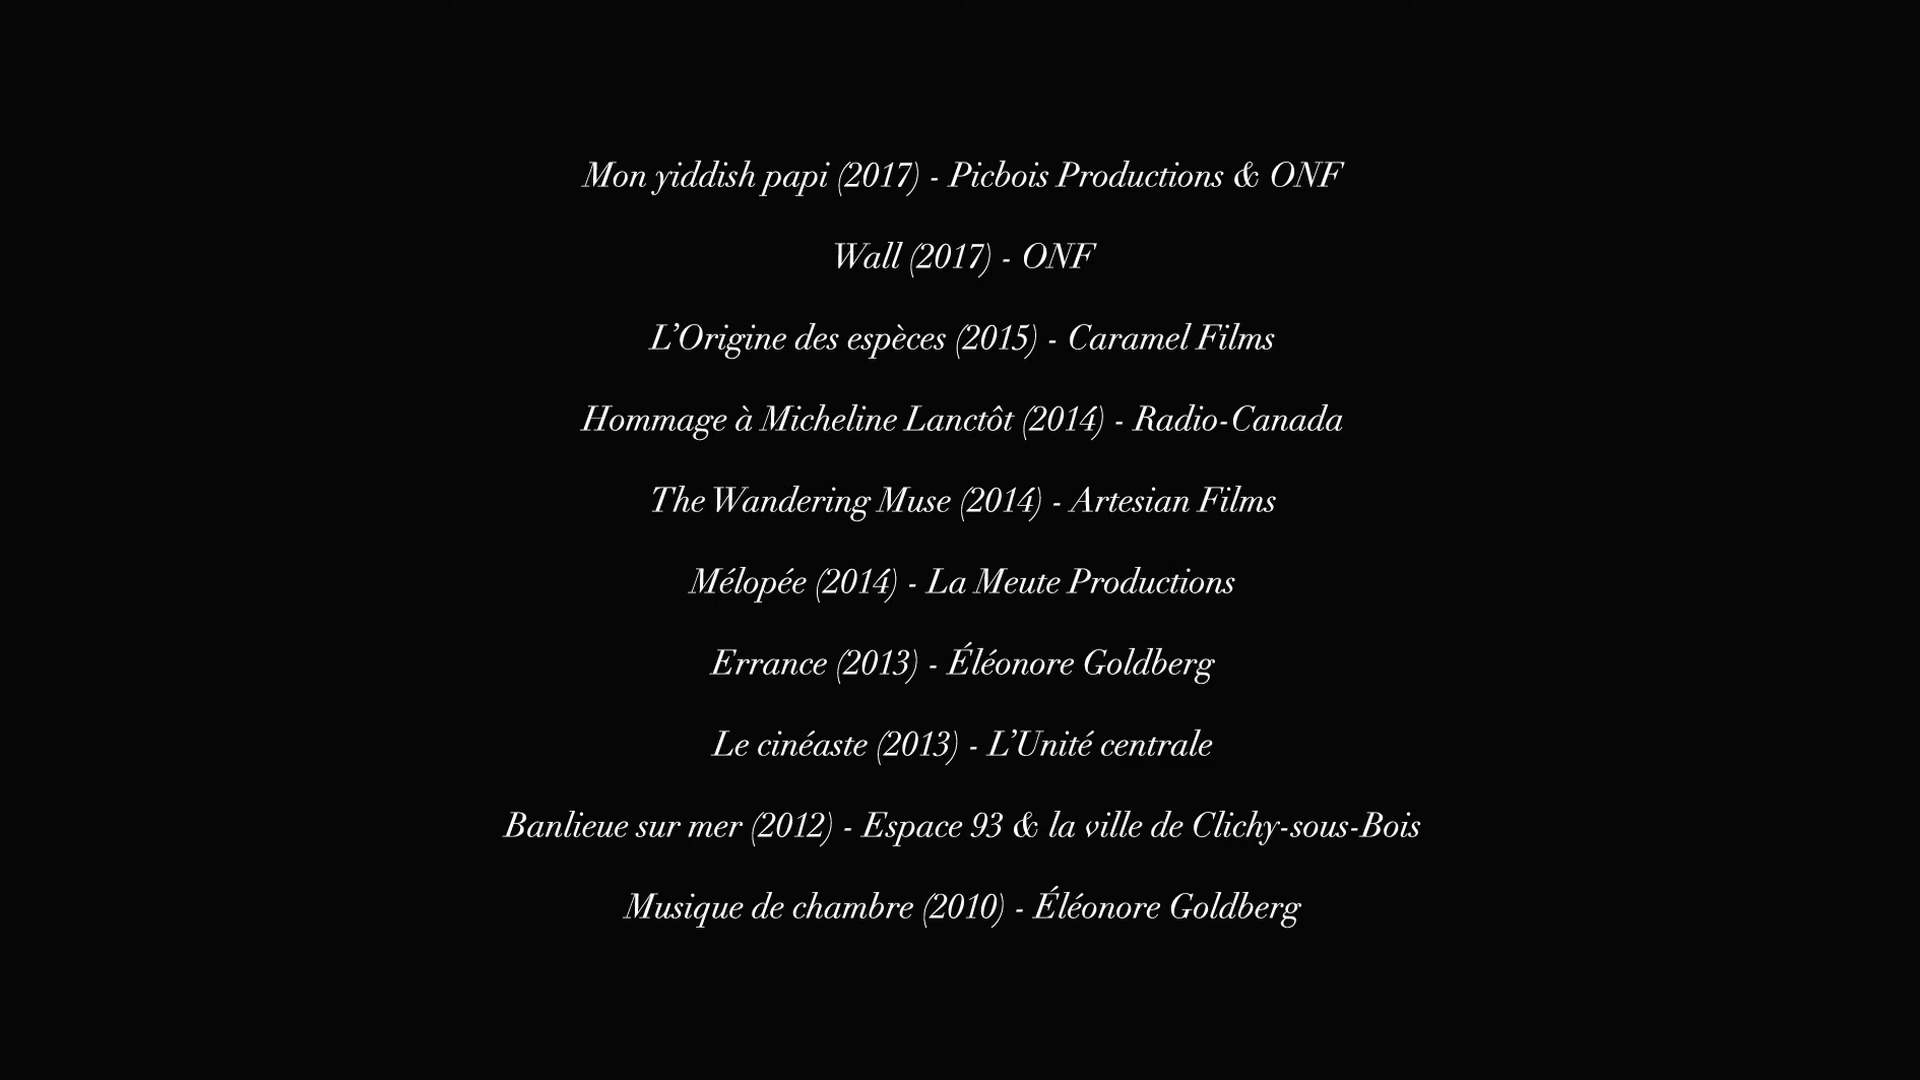 Mon yiddish papi (2017) - Picbois Productions & ONF
Wall (2017) - ONF
L’Origine des espèces (2015) - Caramel Films
Hommage à Micheline Lanctôt (2014) - Radio-Canada
The Wandering Muse (2014) - Artesian Films
Mélopée (2014) - La Meute Productions
Errance (2013) - Éléonore Goldberg
Le cinéaste (2013) - L’Unité centrale
Banlieue sur mer (2012) - Espace 93 & la ville de Clichy-sous-Bois
Musique de chambre (2010) - Éléonore Goldberg